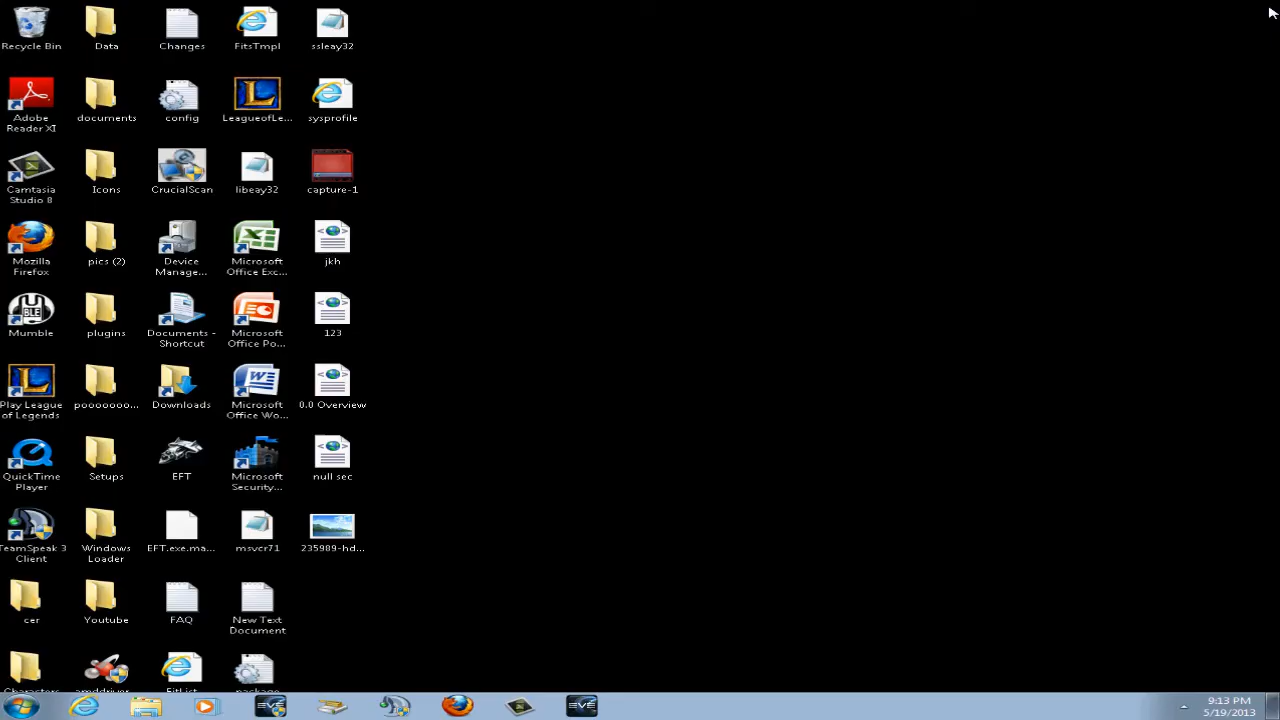 Recycle Bin
Data
Changes
FitsTmpl
ssleay32
Adobe
Reader XI
documents
config
LeagueofLe...
sysprofile
Camtasia
Studio 8
Icons
CrucialScan
libeay32
capture-1
Mozilla
Firefox
pics (2)
Device
Manage...
Microsoft
Office Exc...
jkh
Mumble
plugins
Documents -
Shortcut
Microsoft
Office Po...
123
Play League
of Legends
pooooooo...
Downloads
Microsoft
Office Wo...
0.0 Overview
QuickTime
Player
Setups
EFT
Microsoft
Security...
null sec
TeamSpeak 3
Client
Windows
Loader
EFT.exe.ma...
msvcr71
235989-hd...
cer
Youtube
FAQ
New Text
Document
Characters
amddriver
FitList
package
9:13 PM
5/19/2013